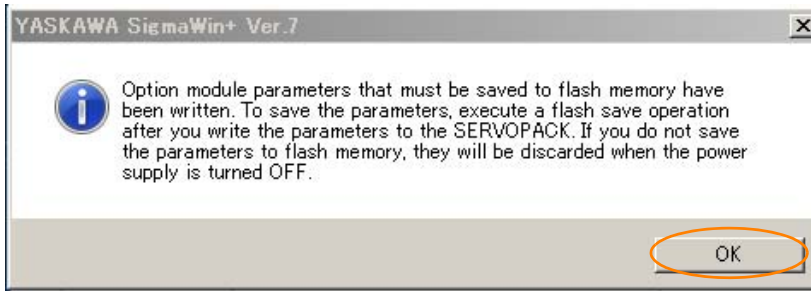 YASKAWA SigmaWin+ Ver.7
Option module parameters that must be saved to flash memory have
been written. To save the parameters, execute a flash save operation
after you write the parameters to the SERVOPACK. If you do not save
the parameters to flash memory, they will be discarded when the power
supply is turned OFF.
OK